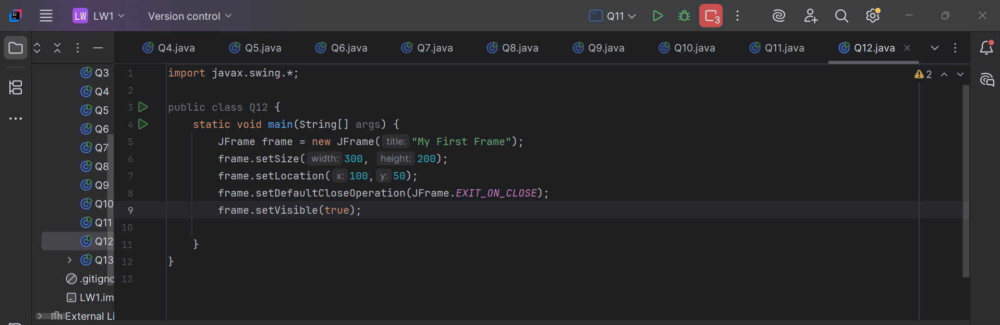 LW LW1 Version control Q11 3
Q4.java Q5.java Q6.java Q7.java Q8.java Q9.java Q10.java Q11.java Q12.java
Q3
Q4
Q5
Q6
Q7
Q8
Q9
Q10
Q11
Q12
Q13
.gitigno
LW1.im
External Li
2
1 import javax.swing.*;
2
3 public class Q12 {
4 static void main(String[] args) {
5 JFrame frame = new JFrame( title: "My First Frame");
6 frame.setSize( width: 300, height: 200);
7 frame.setLocation( x: 100, y: 50);
8 frame.setDefaultCloseOperation(JFrame.EXIT_ON_CLOSE);
9 frame.setVisible(true);
10
11 }
12 }
13